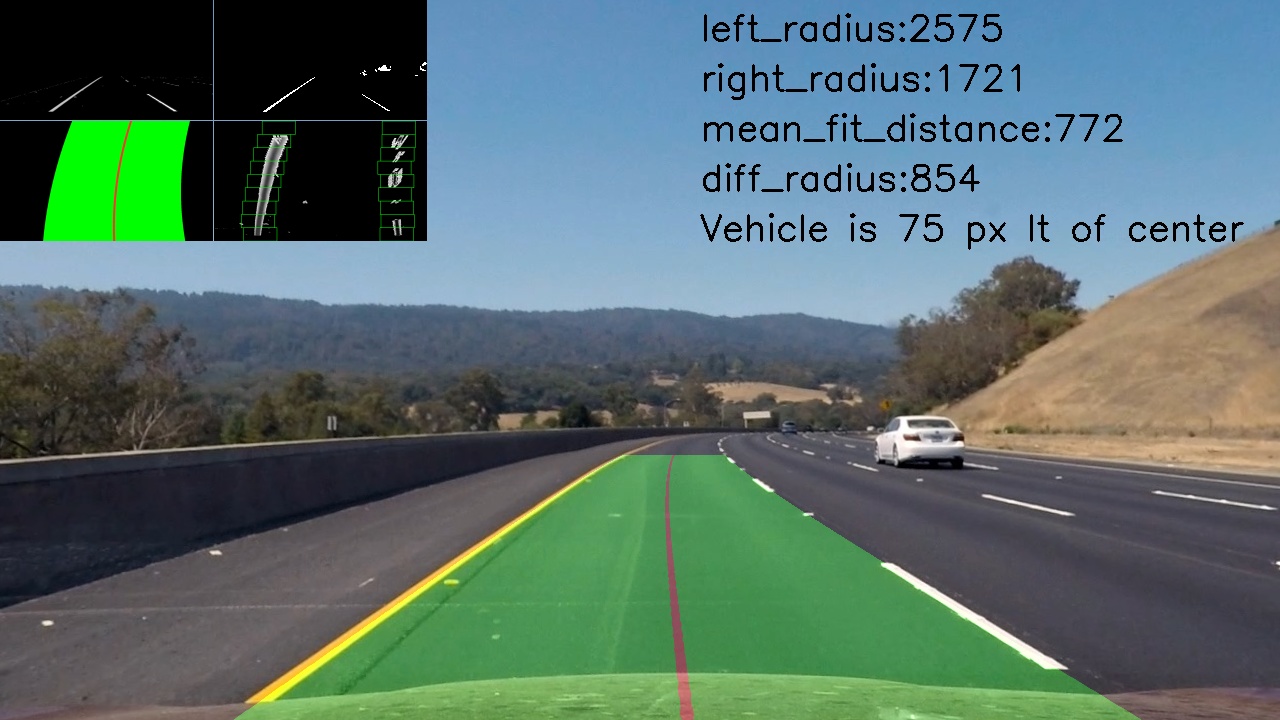 left_radius:2575
right_radius:1721
mean_fit_distance:772
diff_radius:854
Vehicle is 75 px lt of center